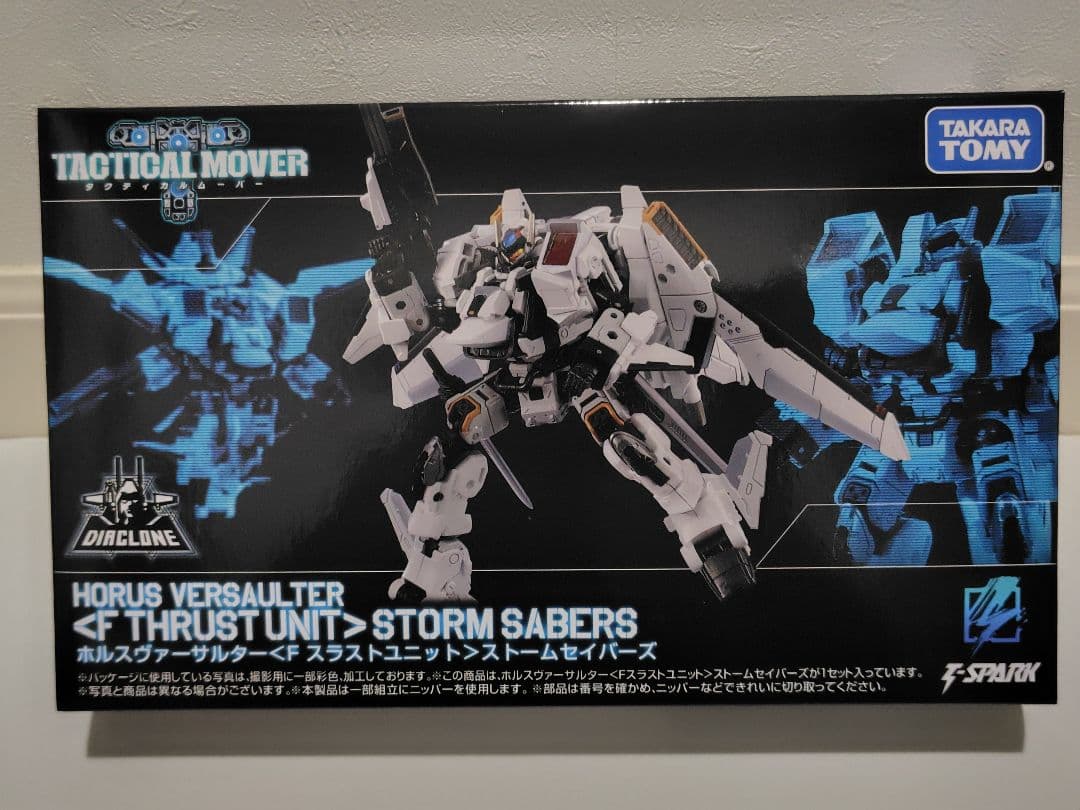 TACTICAL MOVER
タクティカルムーバー
TAKARA
TOMY
DIACLONE
HORUS VERSAULTER
<F THRUST UNIT> STORM SABERS
ホルスヴァーサルター<F スラストユニット>ストームセイバーズ
※パッケージに使用している写真は、撮影用に一部彩色、加工しております。※この商品は、ホルスヴァーサルター<Fスラストユニット>ストームセイバーズが1セット入っています。
※写真と商品は異なる場合がございます。※本製品は一部組立にニッパーを使用します。 ※部品は番号を確かめ、ニッパーなどできれいに切り取ってください。
T-SPARK